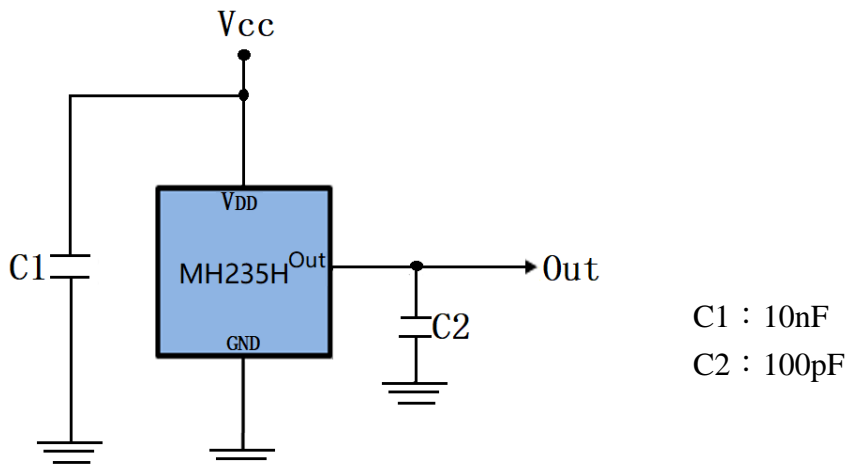 Vcc
VDD
C1
MH235H
Out
Out
C2
GND
C1：10nF
C2：100pF